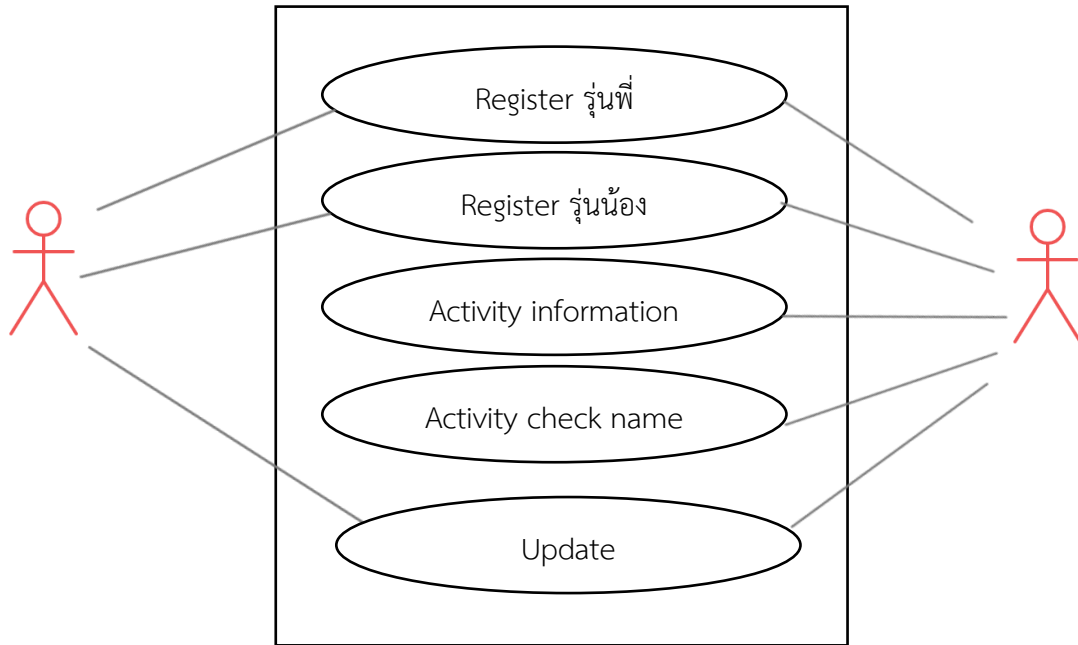 Register รุ่นพี่
Register รุ่นน้อง
Activity information
Activity check name
Update